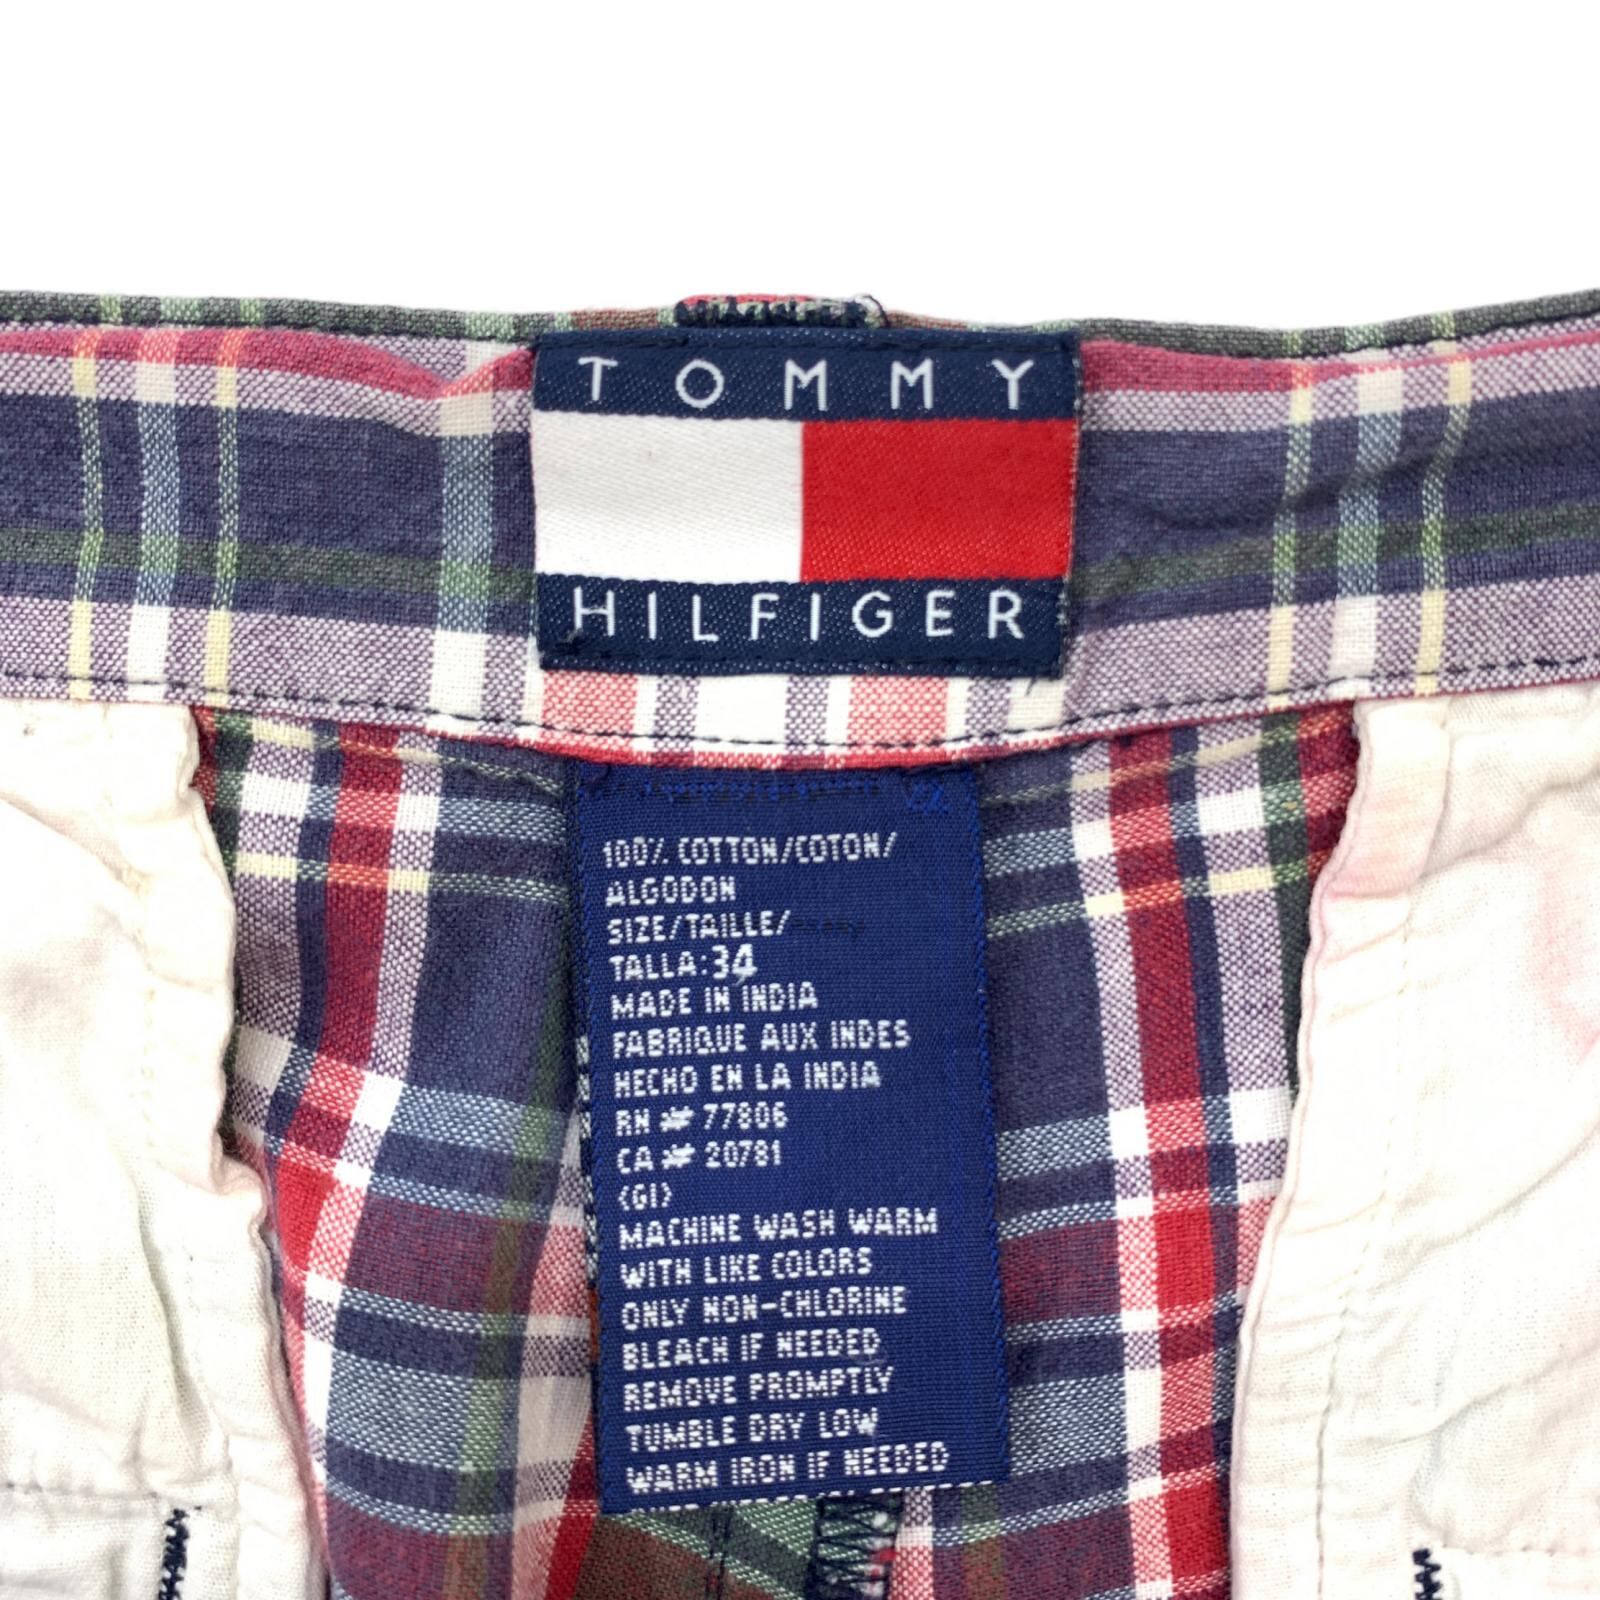 TOMMY
HILFIGER
100% COTTON/COTON/
ALGODON
SIZE/TAILLE/
TALLA:34
MADE IN INDIA
FABRIQUE AUX INDES
HECHO EN LA INDIA
RN # 77806
CA # 20781
(GI)
MACHINE WASH WARM
WITH LIKE COLORS
ONLY NON-CHLORINE
BLEACH IF NEEDED
REMOVE PROMPTLY
TUMBLE DRY LOW
WARM IRON IF NEEDED